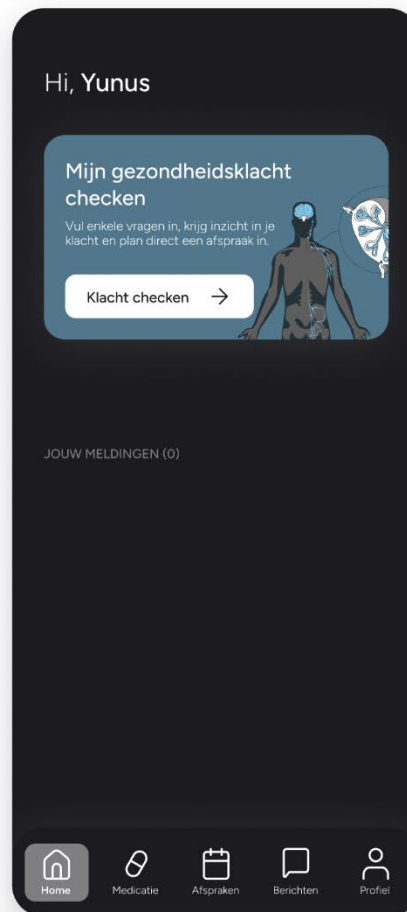 Hi, Yunus
Mijn gezondheidsklacht
checken
Vul enkele vragen in, krijg inzicht in je
klacht en plan direct een afspraak in.
Klacht checken
JOUW MELDINGEN (0)
Home
Medicatie
Afspraken
Berichten
Profiel